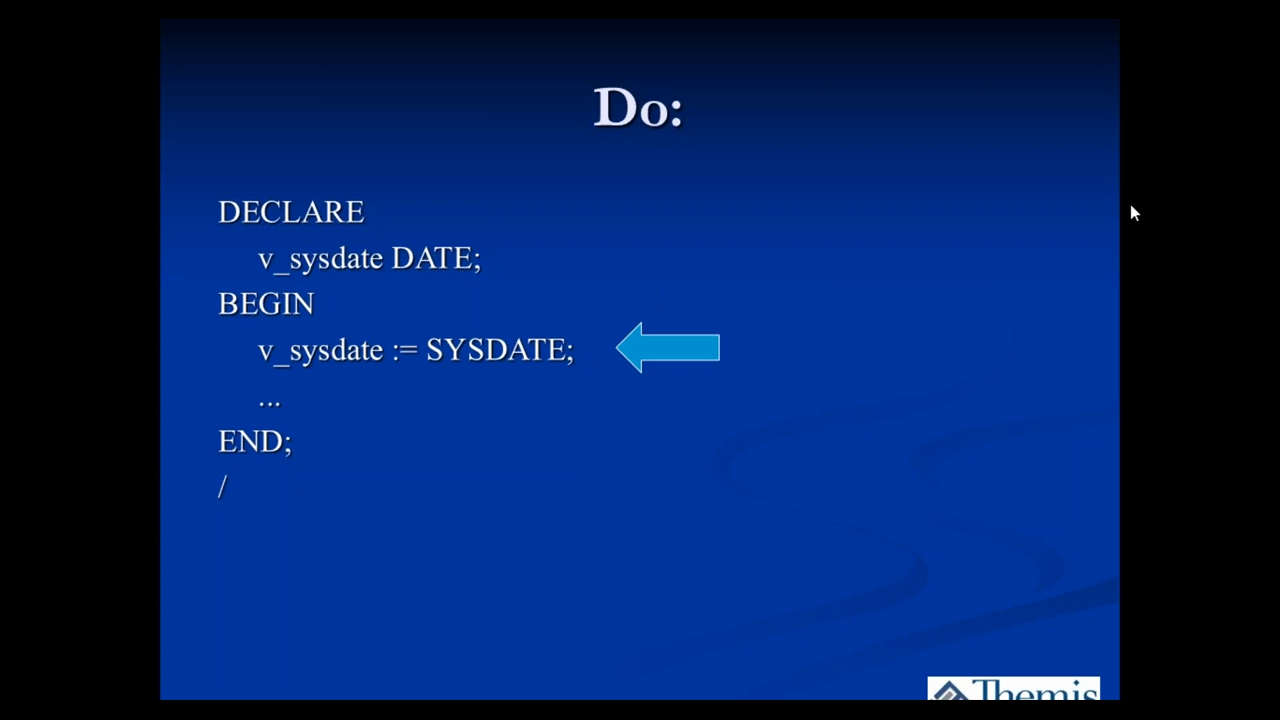 Do:
DECLARE
v_sysdate DATE;
BEGIN
v_sysdate := SYSDATE;
...
END;
/
Themis